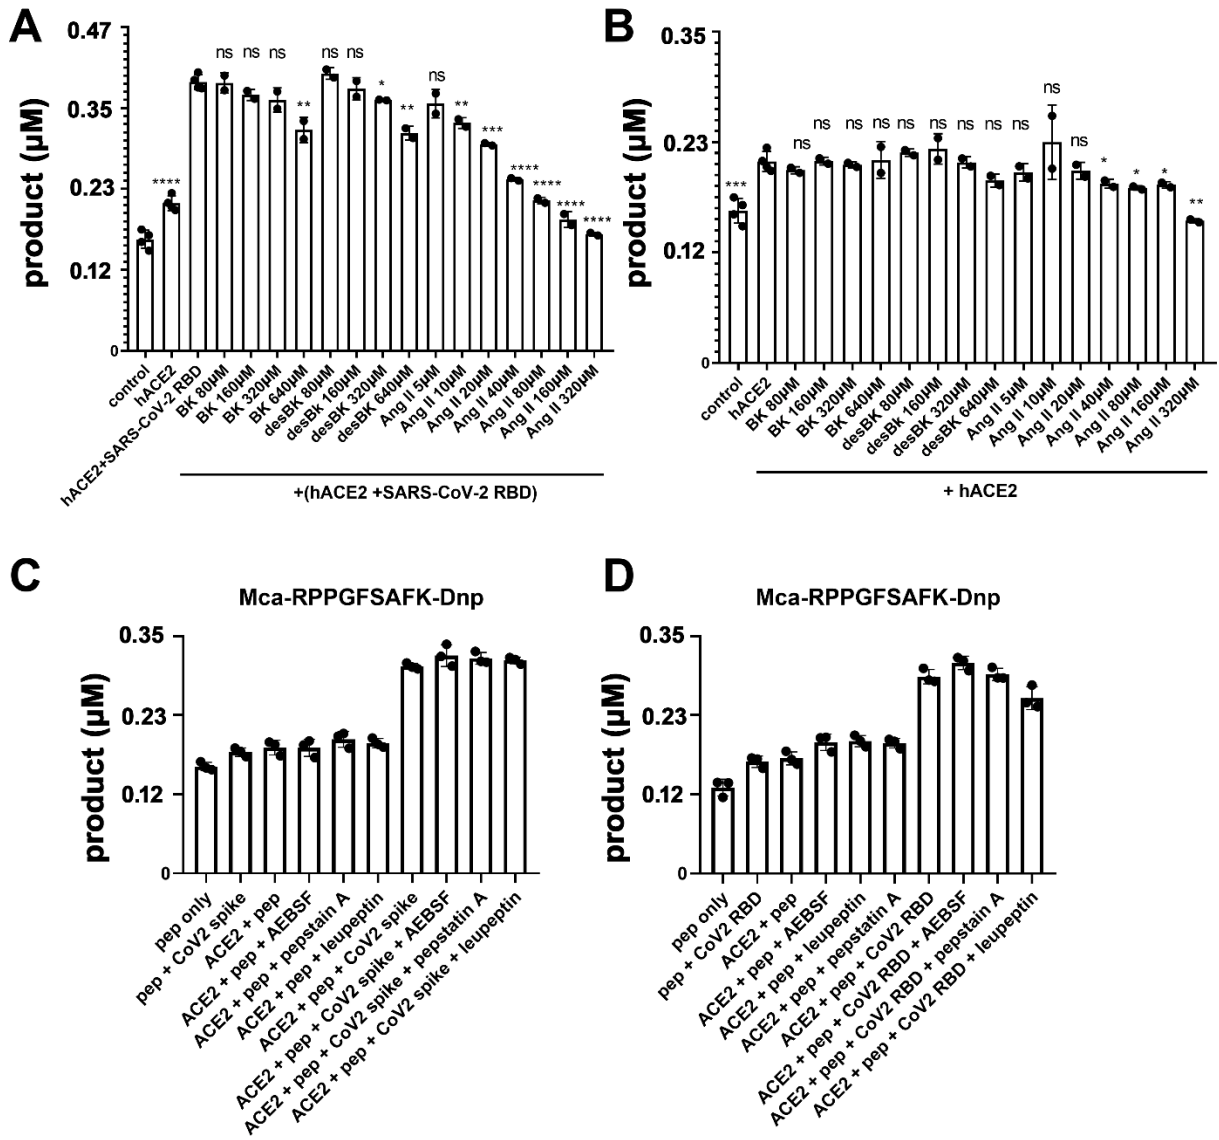 A
product (µM)
0.47
0.35
0.23
0.12
0
****
ns
ns
ns
**
ns
ns
*
**
ns
**
***
****
****
****
****
control
hACE2
hACE2+SARS-CoV-2 RBD
BK 80µM
BK 160µM
BK 320µM
BK 640µM
desBK 80µM
desBk 160µM
desBK 320µM
desBK 640µM
Ang II 5µM
Ang II 10µM
Ang II 20µM
Ang II 40µM
Ang II 80µM
Ang II 160µM
Ang II 320µM
+(hACE2 +SARS-CoV-2 RBD)
B
product (µM)
0.35
0.23
0.12
0
***
ns
ns
ns
ns
ns
ns
ns
ns
ns
ns
ns
*
*
*
**
control
hACE2
BK 80µM
BK 160µM
BK 320µM
BK 640µM
desBK 80µM
desBk 160µM
desBK 320µM
desBK 640µM
Ang II 5µM
Ang II 10µM
Ang II 20µM
Ang II 40µM
Ang II 80µM
Ang II 160µM
Ang II 320µM
+ hACE2
C
Mca-RPPGFSAFK-Dnp
product (µM)
0.35
0.23
0.12
0
pep only
pep + CoV2 spike
ACE2 + pep
ACE2 + pep + AEBSF
ACE2 + pep + pepstain A
ACE2 + pep + leupeptin
ACE2 + pep + CoV2 spike
ACE2 + pep + CoV2 spike + AEBSF
ACE2 + pep + CoV2 spike + pepstatin A
ACE2 + pep + CoV2 spike + leupeptin
D
Mca-RPPGFSAFK-Dnp
product (µM)
0.35
0.23
0.12
0
pep only
pep + CoV2 RBD
ACE2 + pep
ACE2 + pep + AEBSF
ACE2 + pep + leupeptin
ACE2 + pep + pepstatin A
ACE2 + pep + CoV2 RBD
ACE2 + pep + CoV2 RBD + AEBSF
ACE2 + pep + CoV2 RBD + pepstatin A
ACE2 + pep + CoV2 RBD + leupeptin